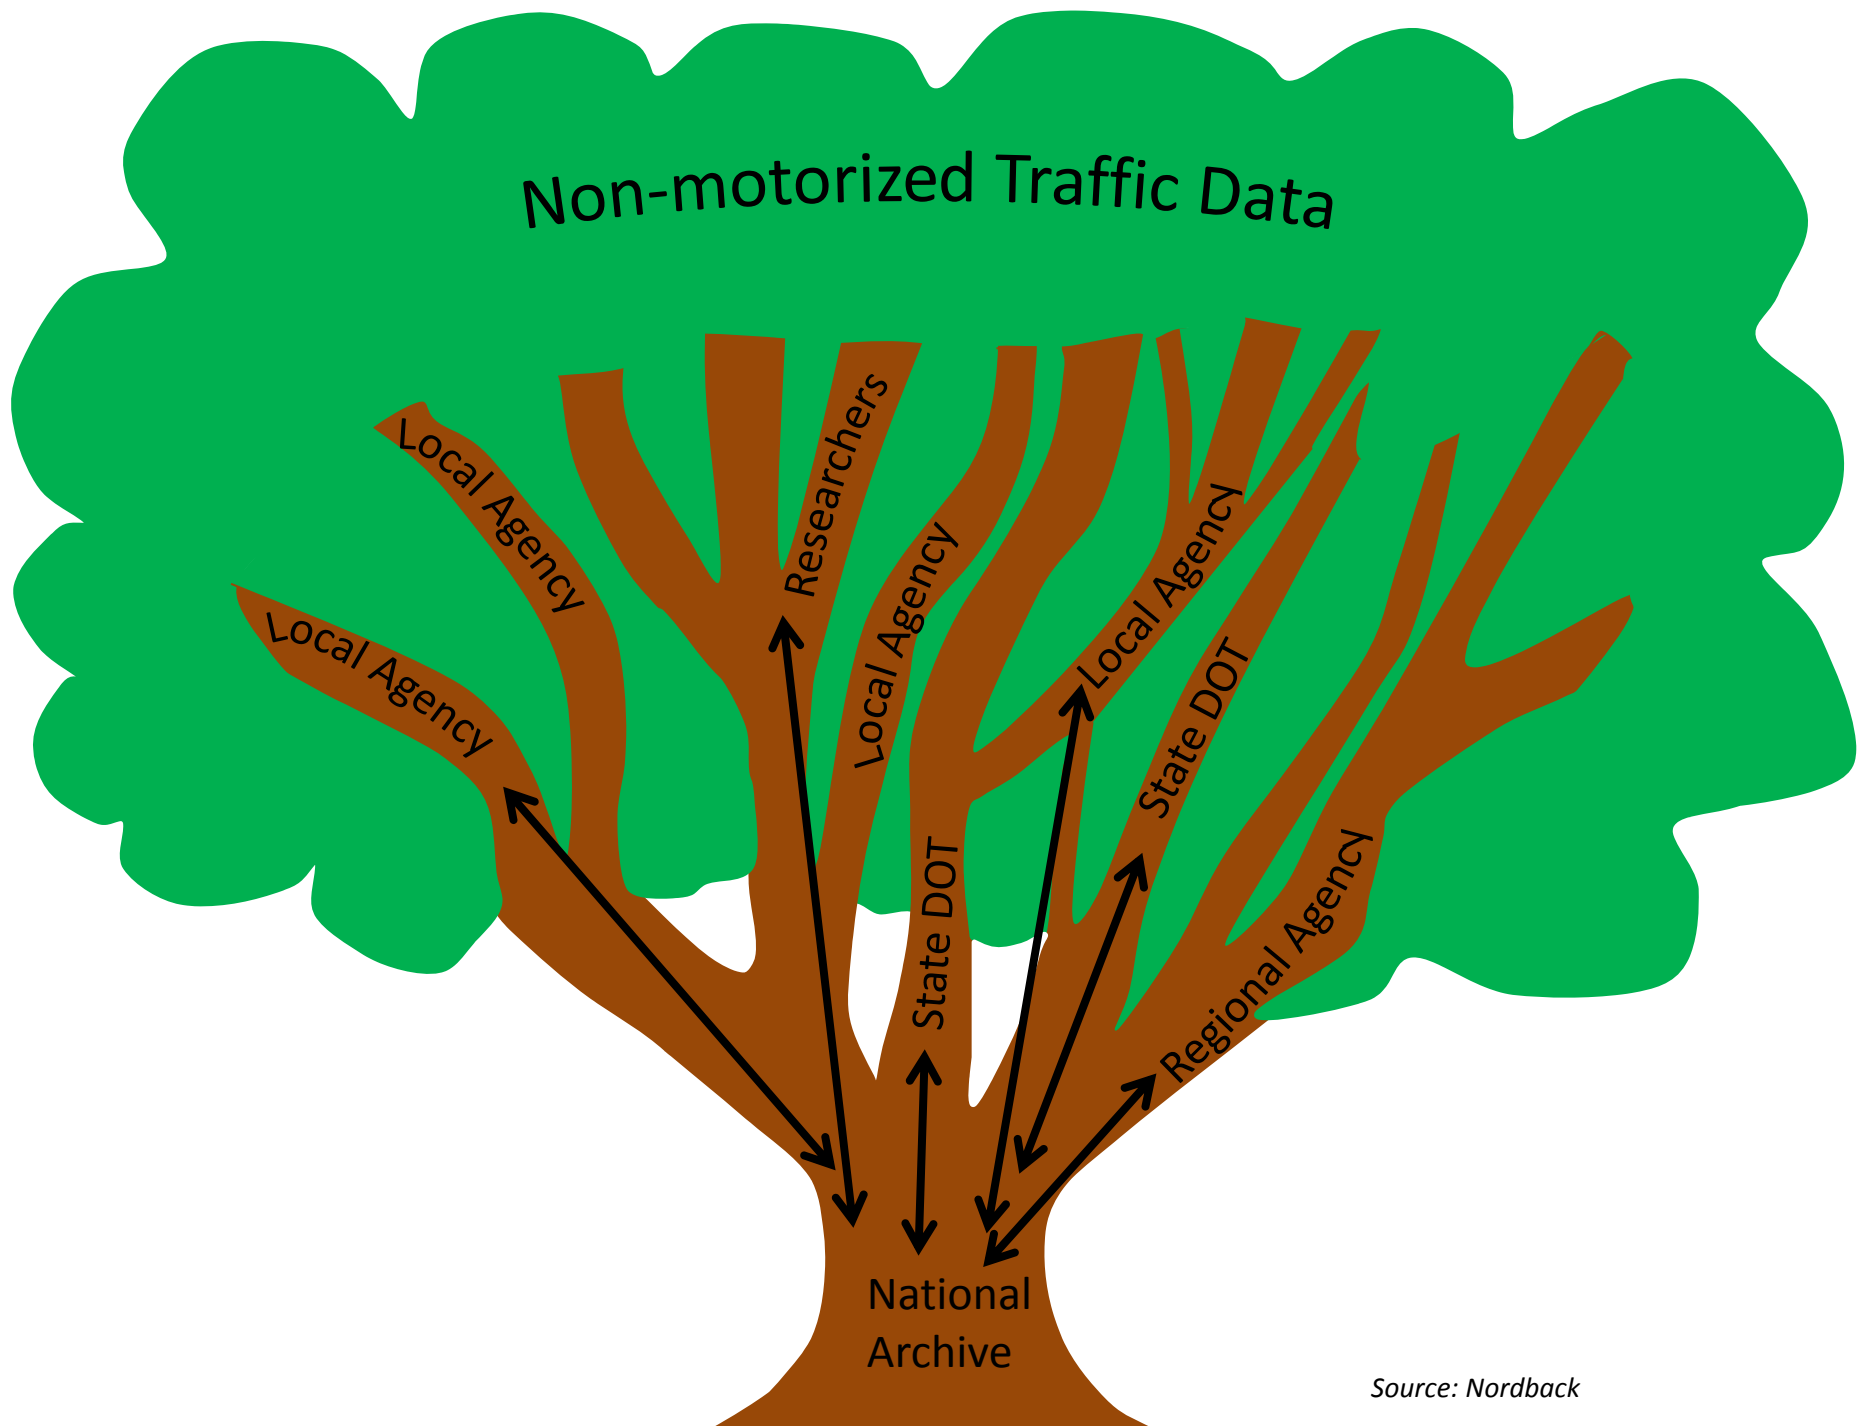 Non-motorized Traffic Data
Local Agency
Local Agency
Researchers
Local Agency
Local Agency
State DOT
State DOT
Regional Agency
National
Archive
Source: Nordback